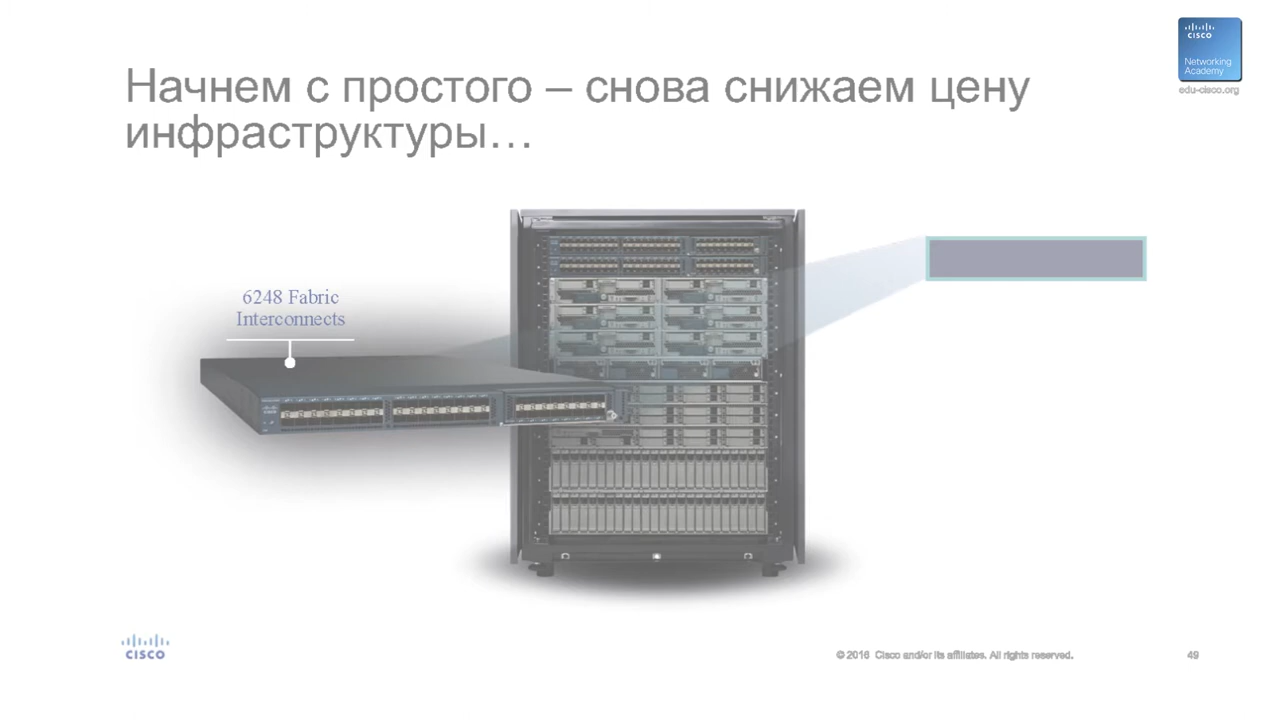 CISCO
Networking
Academy
edu-cisco.org
Начнем с простого – снова снижаем цену
инфраструктуры…
6248 Fabric
Interconnects
CISCO
© 2016 Cisco and/or its affiliates. All rights reserved.
49